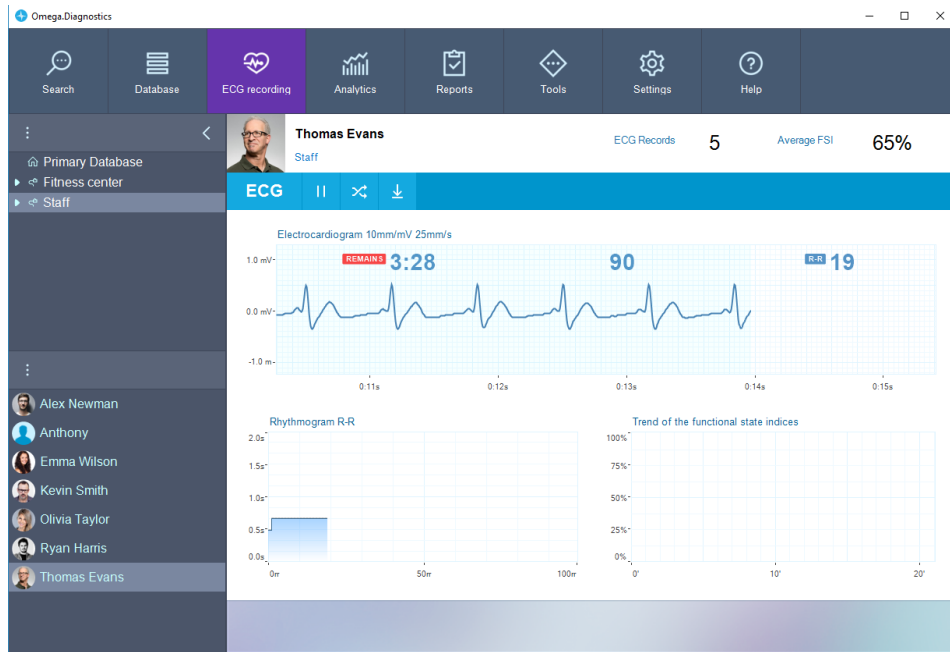 Omega.Diagnostics
Search
Database
ECG recording
Analytics
Reports
Tools
Settings
Help
Primary Database
Fitness center
Staff
Thomas Evans
Staff
ECG Records 5 Average FSI 65%
ECG
Electrocardiogram 10mm/mV 25mm/s
REMAINS 3:28 90 R-R 19
1.0 mV
0.0 mV
-1.0 m
0:11s 0:12s 0:13s 0:14s 0:15s
Alex Newman
Anthony
Emma Wilson
Kevin Smith
Olivia Taylor
Ryan Harris
Thomas Evans
Rhythmogram R-R
2.0s
1.5s
1.0s
0.5s
0.0s
0rr 50rr 100rr
Trend of the functional state indices
100%
75%
50%
25%
0%
0' 10' 20'